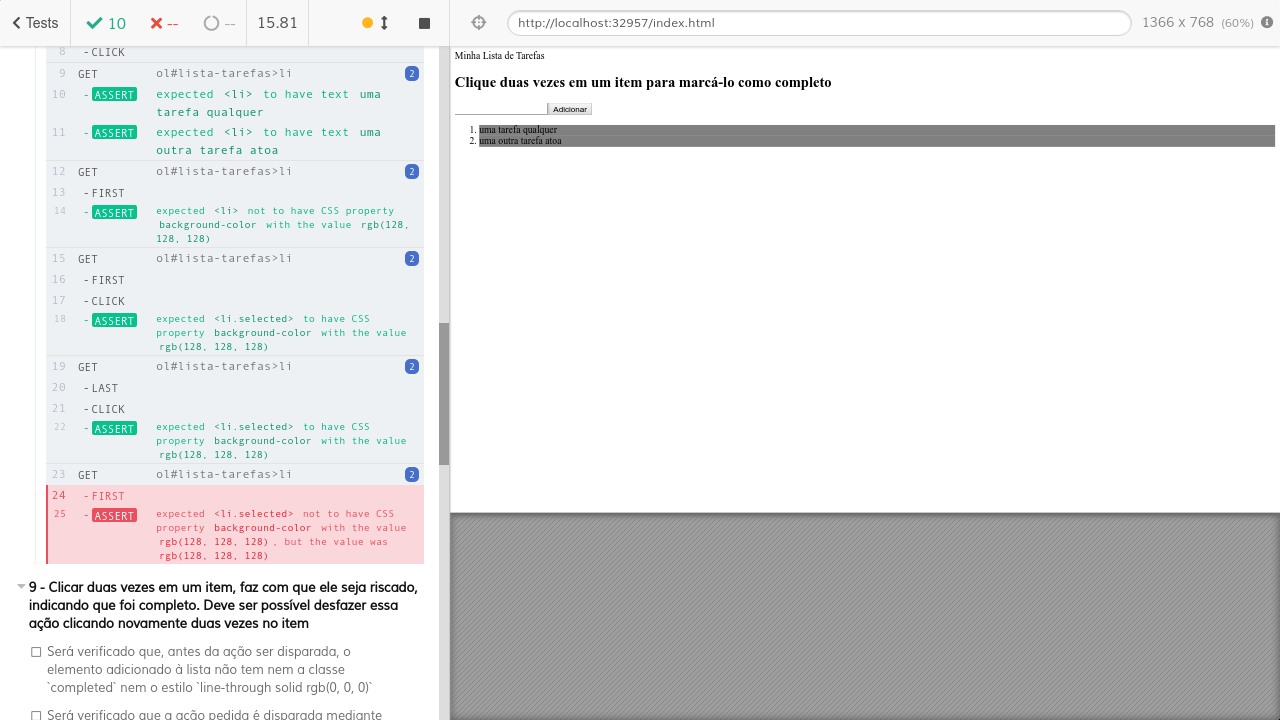 Tests
10
--
--
15.81
http://localhost:32957/index.html
1366 x 768 (60%)
8 -CLICK
9 GET ol#lista-tarefas>li 2
10 -ASSERT expected <li> to have text uma
tarefa qualquer
11 -ASSERT expected <li> to have text uma
outra tarefa atoa
12 GET ol#lista-tarefas>li 2
13 -FIRST
14 -ASSERT expected <li> not to have CSS property
background-color with the value rgb(128,
128, 128)
15 GET ol#lista-tarefas>li 2
16 -FIRST
17 -CLICK
18 -ASSERT expected <li.selected> to have CSS
property background-color with the value
rgb(128, 128, 128)
19 GET ol#lista-tarefas>li 2
20 -LAST
21 -CLICK
22 -ASSERT expected <li.selected> to have CSS
property background-color with the value
rgb(128, 128, 128)
23 GET ol#lista-tarefas>li 2
24 -FIRST
25 -ASSERT expected <li.selected> not to have CSS
property background-color with the value
rgb(128, 128, 128), but the value was
rgb(128, 128, 128)
9 - Clicar duas vezes em um item, faz com que ele seja riscado,
indicando que foi completo. Deve ser possível desfazer essa
ação clicando novamente duas vezes no item
Será verificado que, antes da ação ser disparada, o
elemento adicionado à lista não tem nem a classe
`completed` nem o estilo `line-through solid rgb(0, 0, 0)`
Será verificado que a ação pedida é disparada mediante
Minha Lista de Tarefas
Clique duas vezes em um item para marcá-lo como completo
Adicionar
1. uma tarefa qualquer
2. uma outra tarefa atoa